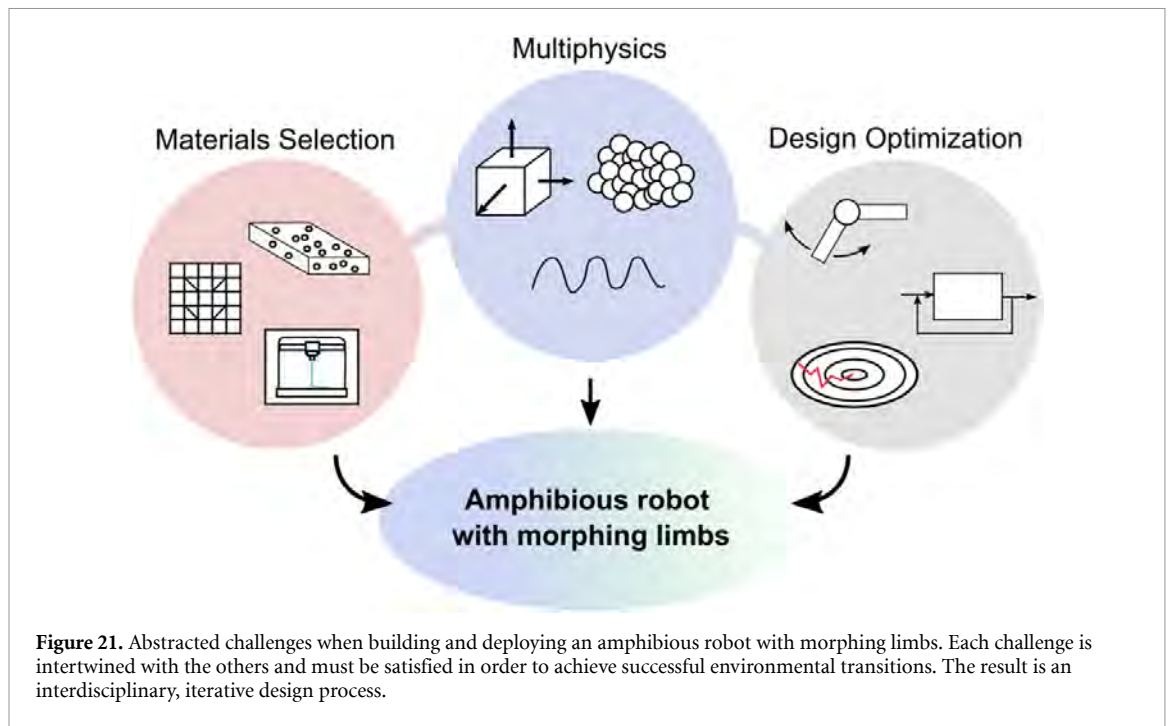 Multiphysics
Materials Selection
Design Optimization
Amphibious robot
with morphing limbs
Figure 21. Abstracted challenges when building and deploying an amphibious robot with morphing limbs. Each challenge is
intertwined with the others and must be satisfied in order to achieve successful environmental transitions. The result is an
interdisciplinary, iterative design process.